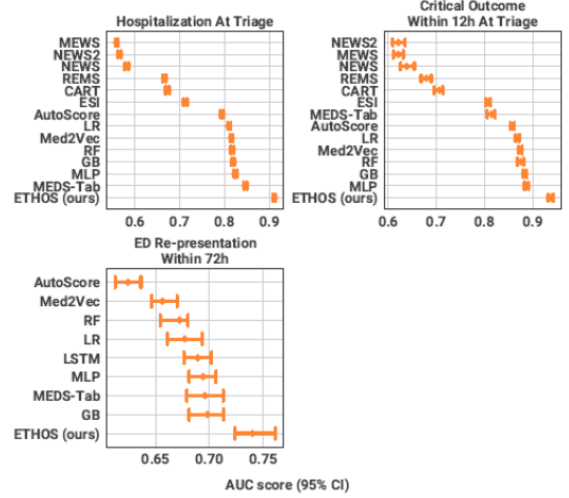 Hospitalization At Triage
MEWS
NEWS2
NEWS
REMS
CART
ESI
AutoScore
LR
Med2Vec
RF
GB
MLP
MEDS-Tab
ETHOS (ours)
0.6 0.7 0.8 0.9
Critical Outcome
Within 12h At Triage
NEWS2
MEWS
NEWS
REMS
CART
ESI
MEDS-Tab
AutoScore
LR
Med2Vec
RF
GB
MLP
ETHOS (ours)
0.6 0.7 0.8 0.9
ED Re-presentation
Within 72h
AutoScore
Med2Vec
RF
LR
LSTM
MLP
MEDS-Tab
GB
ETHOS (ours)
0.65 0.70 0.75
AUC score (95% CI)